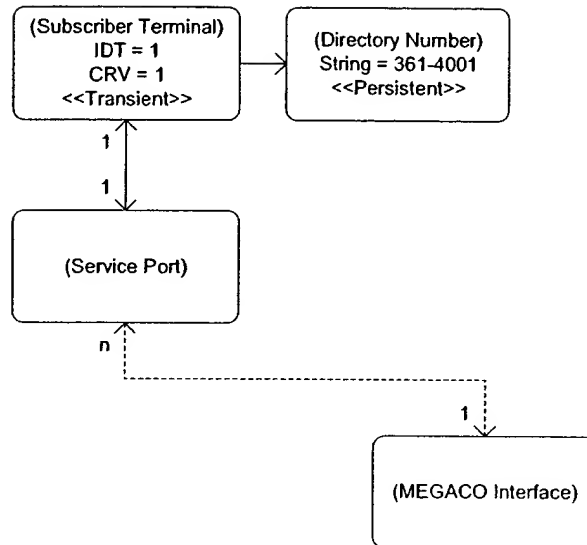 (Subscriber Terminal)
IDT = 1
CRV = 1
<<Transient>>
(Directory Number)
String = 361-4001
<<Persistent>>
1
1
(Service Port)
n
1
(MEGACO Interface)